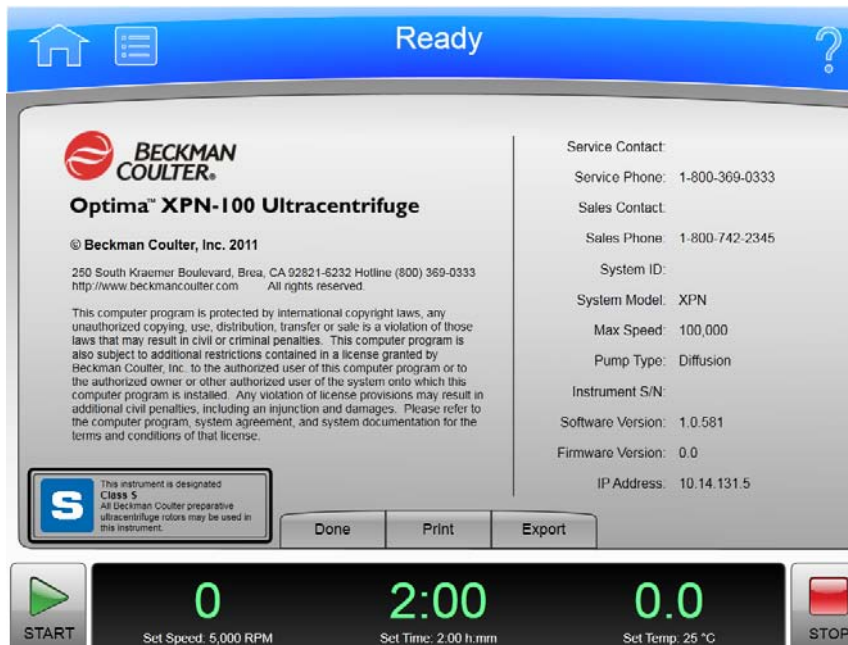 Ready
BECKMAN
COULTER®
Optima™ XPN-100 Ultracentrifuge
© Beckman Coulter, Inc. 2011
250 South Kraemer Boulevard, Brea, CA 92821-6232 Hotline (800) 369-0333
http://www.beckmancoulter.com All rights reserved.
This computer program is protected by international copyright laws, any
unauthorized copying, use, distribution, transfer or sale is a violation of those
laws that may result in civil or criminal penalties. This computer program is
also subject to additional restrictions contained in a license granted by
Beckman Coulter, Inc. to the authorized user of this computer program or to
the authorized owner or other authorized user of the system onto which this
computer program is installed. Any violation of license provisions may result in
additional civil penalties, including an injunction and damages. Please refer to
the computer program, system agreement, and system documentation for the
terms and conditions of that license.
S
This instrument is designated
Class S
All Beckman Coulter preparative
ultracentrifuge rotors may be used in
this instrument.
Service Contact:
Service Phone: 1-800-369-0333
Sales Contact:
Sales Phone: 1-800-742-2345
System ID:
System Model: XPN
Max Speed: 100,000
Pump Type: Diffusion
Instrument S/N:
Software Version: 1.0.581
Firmware Version: 0.0
IP Address: 10.14.131.5
Done Print Export
START
0 2:00 0.0
Set Speed: 5,000 RPM Set Time: 2:00 h:mm Set Temp: 25 °C
STOP